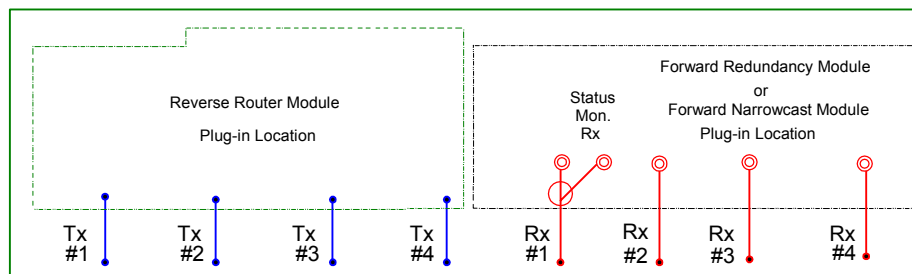 Reverse Router Module
Plug-in Location
Forward Redundancy Module
or
Forward Narrowcast Module
Plug-in Location
Status
Mon.
Rx
Tx
#1
Tx
#2
Tx
#3
Tx
#4
Rx
#1
Rx
#2
Rx
#3
Rx
#4